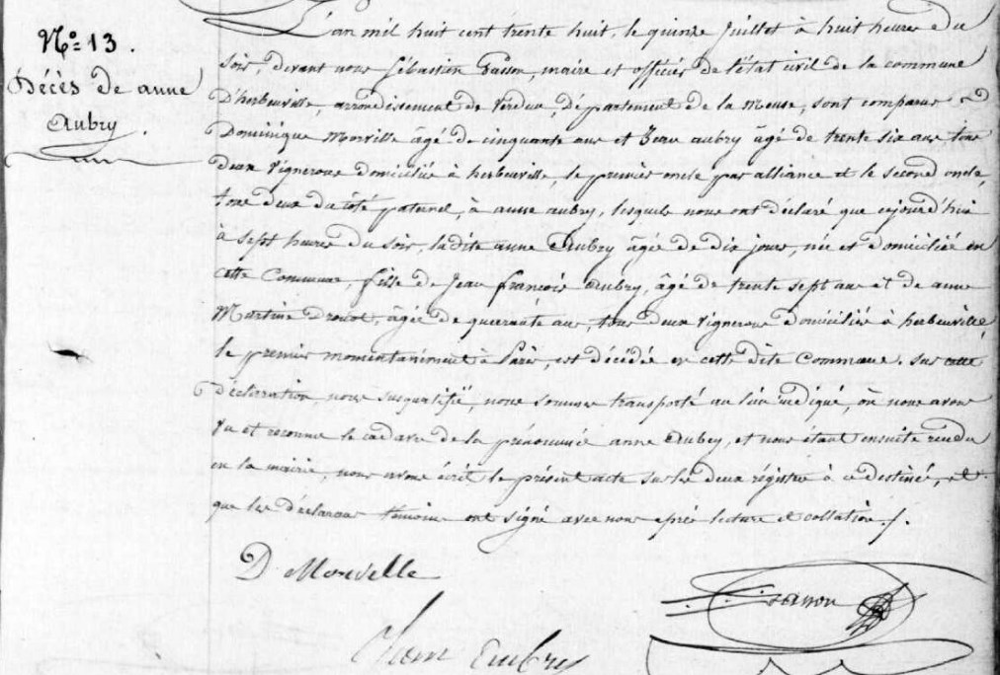 N.º 13.
Décès de anne
Aubry.
L'an mil huit cent trente huit, le quinze Juillet à huit heures du
soir, devant nous Sébastien maire et officier de l'état civil de la commune
D'herbeuville, arrondissement de Verdun, département de la Meuse, sont comparus
Dominique Morville âgé de cinquante ans et Jean aubry âgé de trente six ans tous
deux vignerons domiciliés à herbeuville, le premier oncle par alliance et le second oncle,
tous deux du côté paternel, à anne aubry, lesquels nous ont déclaré que cejourd'hui
à sept heures du soir, ladite anne Aubry âgée de dix jours, née et domiciliée en
cette Commune, fille de Jean françois Aubry, âgé de trente sept ans et de anne
Martine Drouot, âgée de quarante ans tous deux vignerons domiciliés à herbeuville,
le premier momentanément à Paris, est décédée en cette dite Commune. Sur cette
Déclaration, nous susqualifié, nous sommes transporté au lieu indiqué, où nous avons
vu et reconnu le cadavre de la prénommée anne Aubry, et nous étant ensuite rendu
en la mairie, nous avons écrit le présent acte sur les deux régistres à ce destinés, et
que les déclarans témoins ont signé avec nous après lecture et collation ./.
D. Morville
Jean Aubry